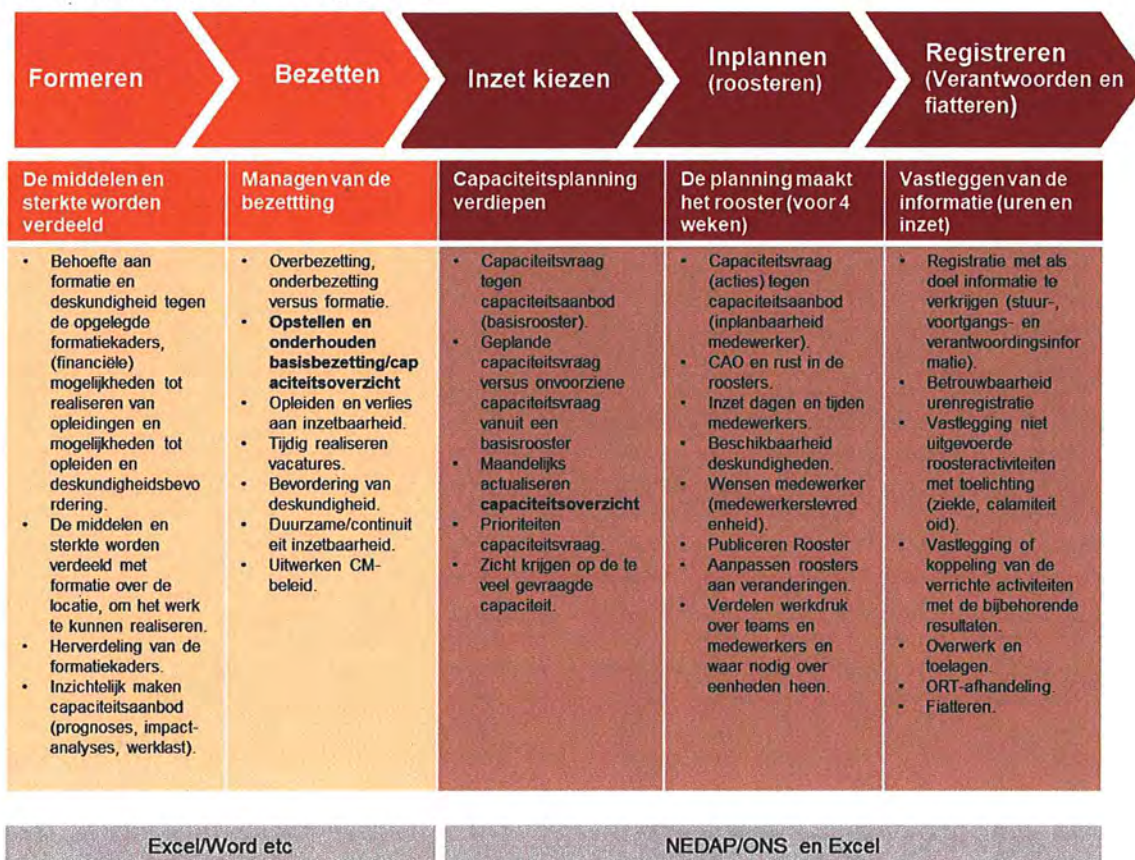 Formeren
Bezetten
Inzet kiezen
Inplannen
(roosteren)
Registreren
(Verantwoorden en
fiatteren)
De middelen en
sterkte worden
verdeeld
Managen van de
bezettting
Capaciteitsplanning
verdiepen
De planning maakt
het rooster (voor 4
weken)
Vastleggen van de
informatie (uren en
inzet)
• Behoefte aan
formatie en
deskundigheid tegen
de opgelegde
formatiekaders,
(financiële)
mogelijkheden tot
realiseren van
opleidingen en
mogelijkheden tot
opleiden en
deskundigheidsbevo
rdering.
• De middelen en
sterkte worden
verdeeld met
formatie over de
locatie, om het werk
te kunnen realiseren.
• Herverdeling van de
formatiekaders.
• Inzichtelijk maken
capaciteitsaanbod
(prognoses, impact-
analyses, werklast).
• Overbezetting,
onderbezetting
versus formatie.
• Opstellen en
onderhouden
basisbezetting/cap
aciteitsoverzicht
• Opleiden en verlies
aan inzetbaarheid.
• Tijdig realiseren
vacatures.
• Bevordering van
deskundigheid.
• Duurzame/continuit
eit inzetbaarheid.
• Uitwerken CM-
beleid.
• Capaciteitsvraag
tegen
capaciteitsaanbod
(basisrooster).
• Geplande
capaciteitsvraag
versus onvoorziene
capaciteitsvraag
vanuit een
basisrooster
• Maandelijks
actualiseren
capaciteitsoverzicht
• Prioriteiten
capaciteitsvraag.
• Zicht krijgen op de te
veel gevraagde
capaciteit.
• Capaciteitsvraag
(acties) tegen
capaciteitsaanbod
(inplanbaarheid
medewerker).
• CAO en rust in de
roosters.
• Inzet dagen en tijden
medewerkers.
• Beschikbaarheid
deskundigheden.
• Wensen medewerker
(medewerkerstevred
enheid).
• Publiceren Rooster
• Aanpassen roosters
aan veranderingen.
• Verdelen werkdruk
over teams en
medewerkers en
waar nodig over
eenheden heen.
• Registratie met als
doel informatie te
verkrijgen (stuur-,
voortgangs- en
verantwoordingsinfor
matie).
• Betrouwbaarheid
urenregistratie
• Vastlegging niet
uitgevoerde
roosteractiviteiten
met toelichting
(ziekte, calamiteit
oid).
• Vastlegging of
koppeling van de
verrichte activiteiten
met de bijbehorende
resultaten.
• Overwerk en
toelagen.
• ORT-afhandeling.
• Fiatteren.
Excel/Word etc
NEDAP/ONS en Excel